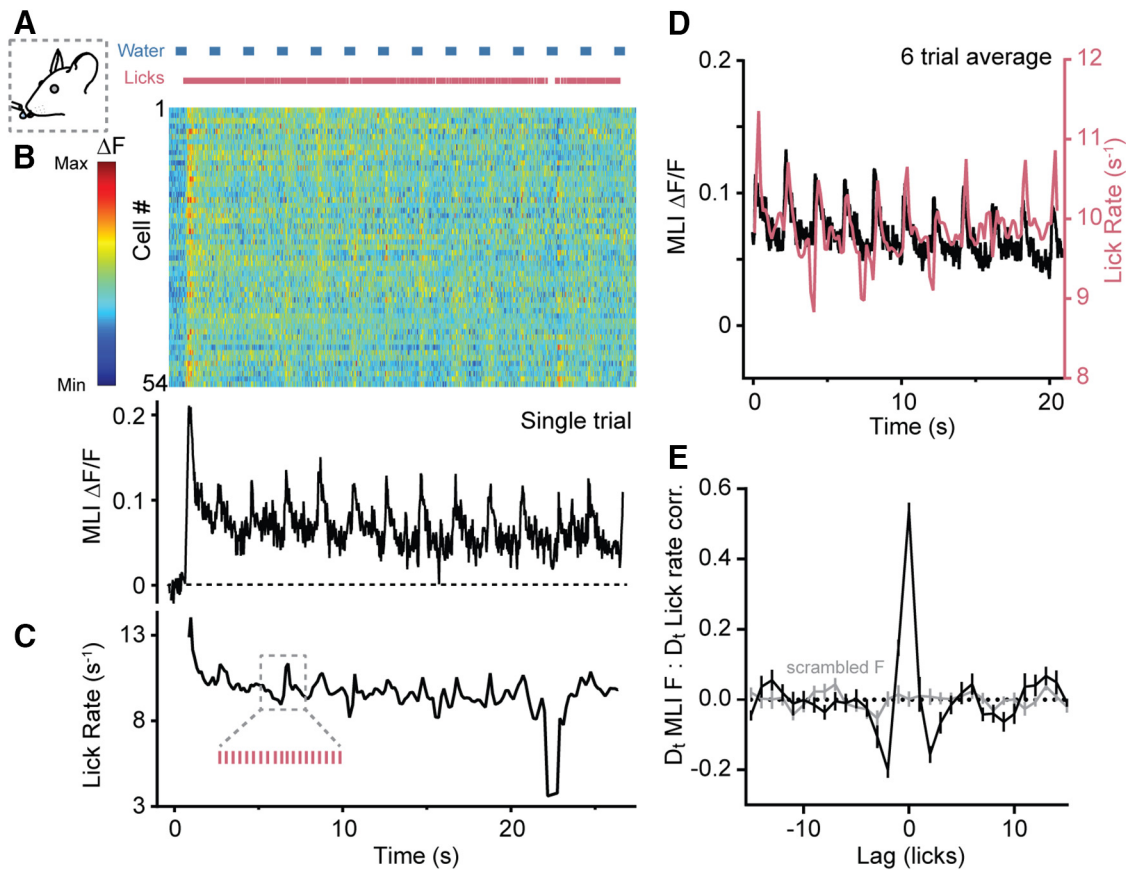 A
Water
Licks
B
ΔF
Max
Min
Cell #
1
54
Single trial
MLI ΔF/F
0.2
0.1
0
C
Lick Rate (s-1)
13
8
3
0
10
20
Time (s)
D
6 trial average
MLI ΔF/F
0.2
0.1
0
Lick Rate (s-1)
12
11
10
9
8
0
10
20
Time (s)
E
Dt MLI F : Dt Lick rate corr.
0.6
0.4
0.2
0.0
-0.2
scrambled F
-10
0
10
Lag (licks)